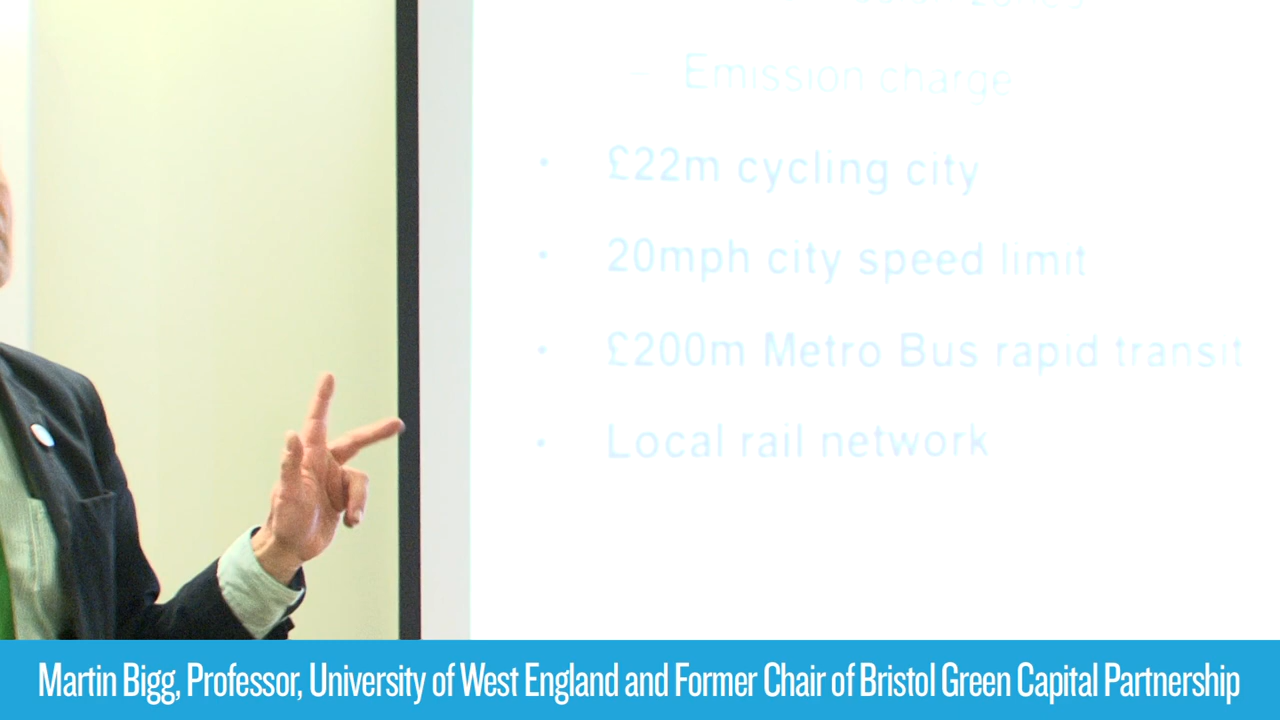 zones
– Emission charge
• £22m cycling city
• 20mph city speed limit
• £200m Metro Bus rapid transit
• Local rail network
Martin Bigg, Professor, University of West England and Former Chair of Bristol Green Capital Partnership